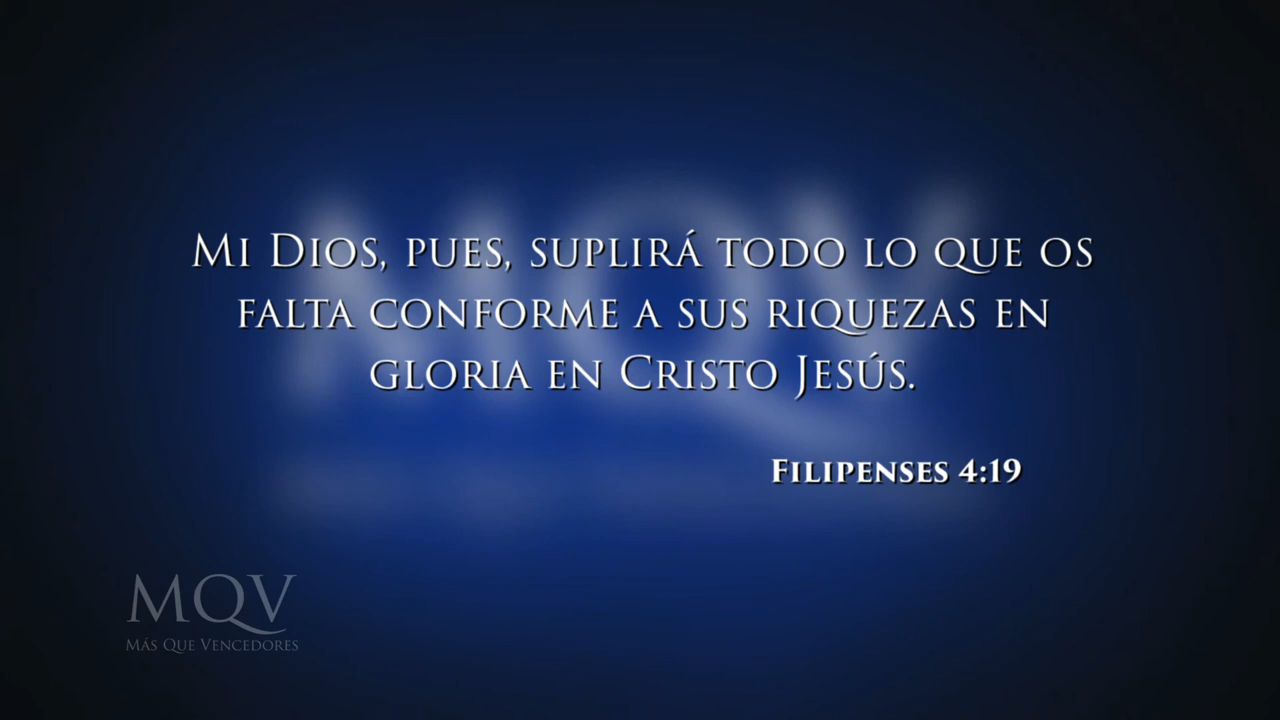 Mi Dios, pues, suplirá todo lo que os
falta conforme a sus riquezas en
gloria en Cristo Jesús.
Filipenses 4:19
MQV
Más Que Vencedores